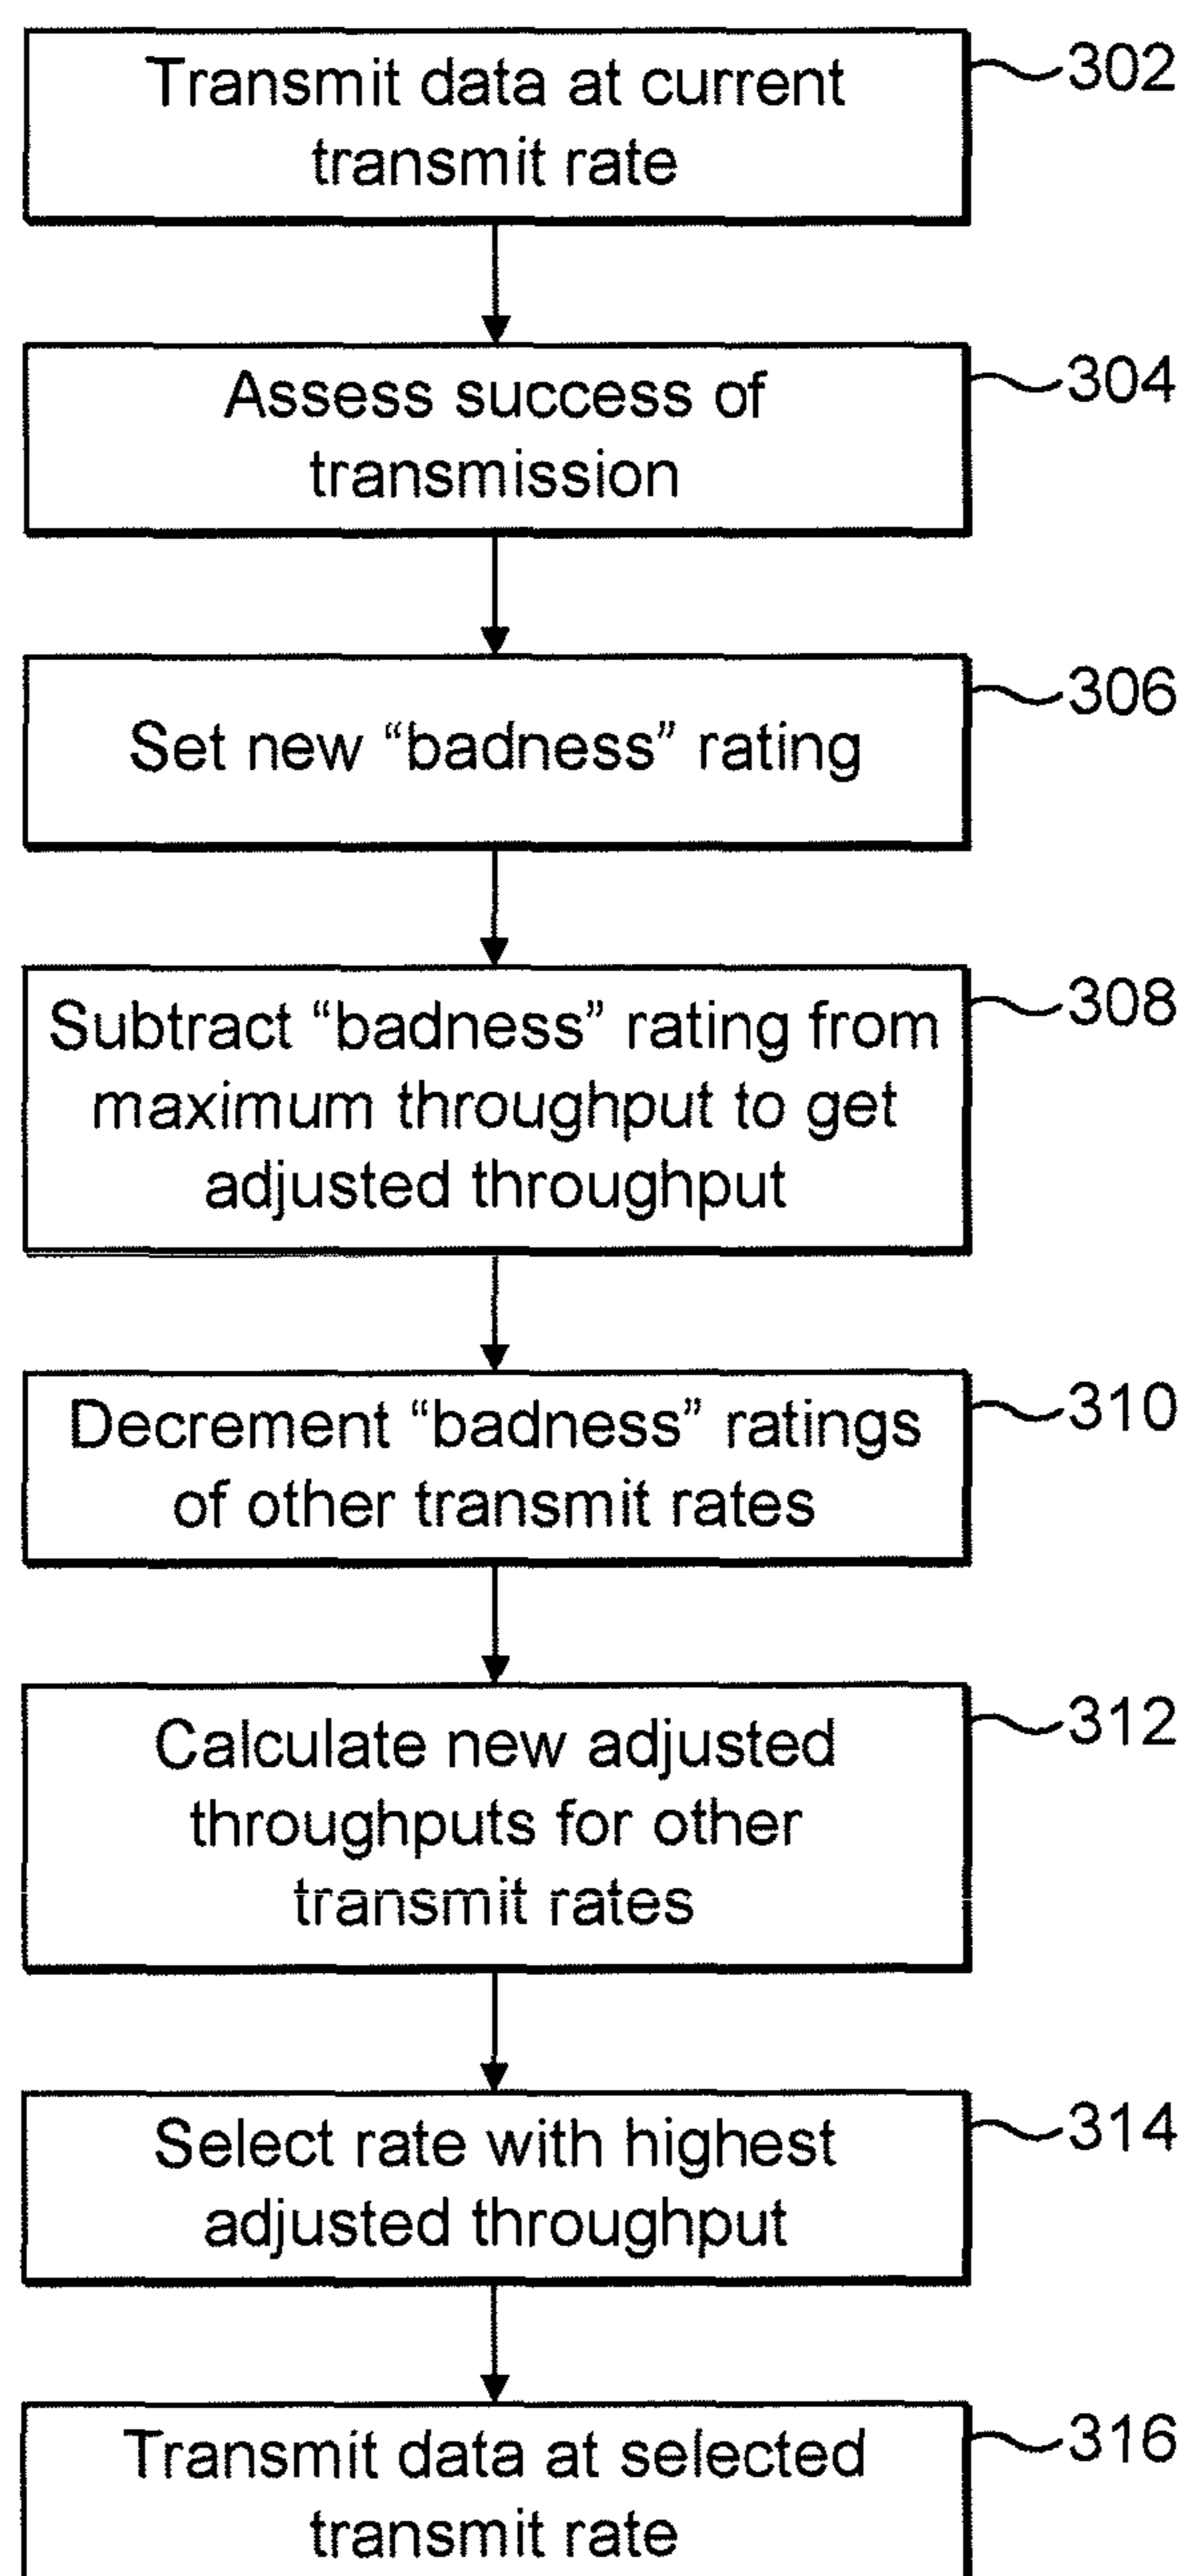 Transmit data at current
transmit rate
302
Assess success of
transmission
304
Set new “badness” rating
306
Subtract “badness” rating from
maximum throughput to get
adjusted throughput
308
Decrement “badness” ratings
of other transmit rates
310
Calculate new adjusted
throughputs for other
transmit rates
312
Select rate with highest
adjusted throughput
314
Transmit data at selected
transmit rate
316